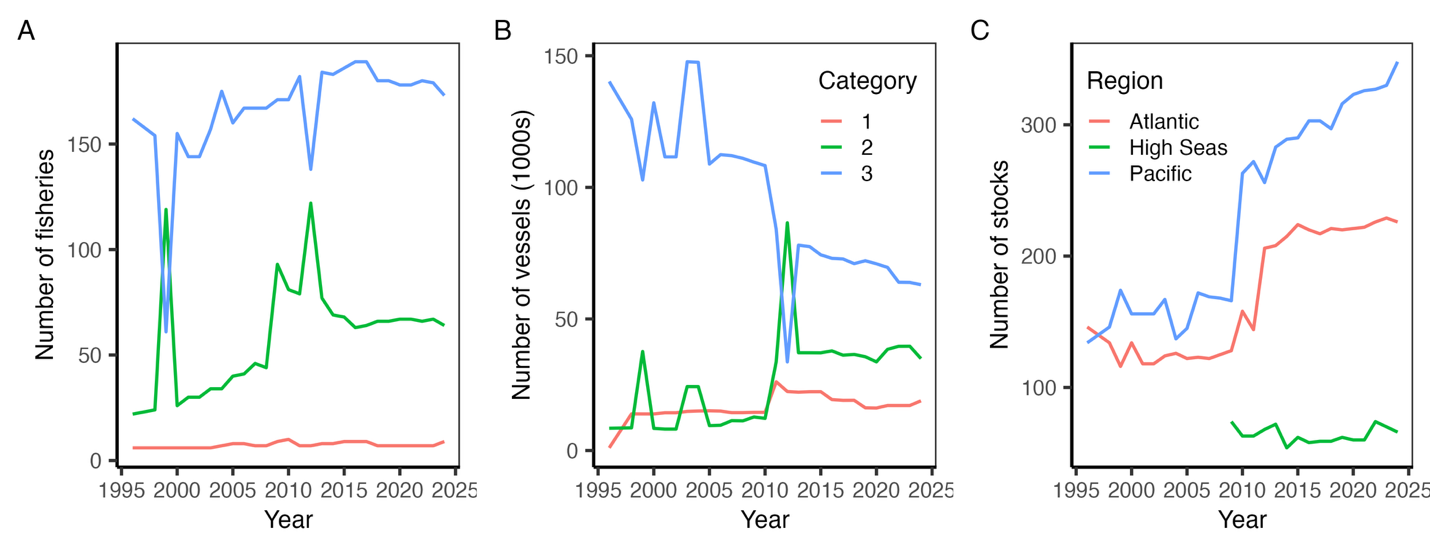 A
Number of fisheries
150
100
50
0
1995 2000 2005 2010 2015 2020 2025
Year
B
Number of vessels (1000s)
150
100
50
0
Category
1
2
3
1995 2000 2005 2010 2015 2020 2025
Year
C
Number of stocks
300
200
100
Region
Atlantic
High Seas
Pacific
1995 2000 2005 2010 2015 2020 2025
Year